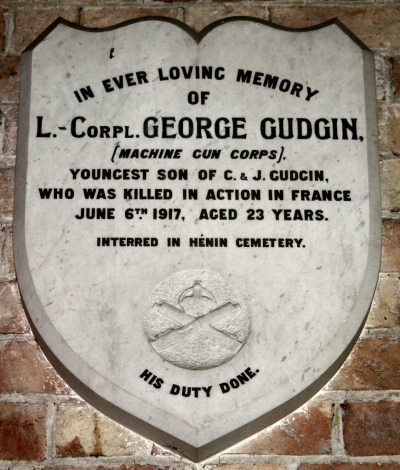 IN EVER LOVING MEMORY
OF
L.-CORPL. GEORGE GUDGIN,
[MACHINE GUN CORPS].
YOUNGEST SON OF C. & J. GUDGIN,
WHO WAS KILLED IN ACTION IN FRANCE
JUNE 6TH 1917, AGED 23 YEARS.
INTERRED IN HÉNIN CEMETERY.
HIS DUTY DONE.